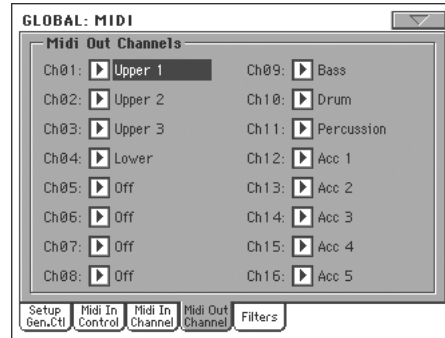 GLOBAL: MIDI
Midi Out Channels
Ch01: Upper 1
Ch02: Upper 2
Ch03: Upper 3
Ch04: Lower
Ch05: Off
Ch06: Off
Ch07: Off
Ch08: Off
Ch09: Bass
Ch10: Drum
Ch11: Percussion
Ch12: Acc 1
Ch13: Acc 2
Ch14: Acc 3
Ch15: Acc 4
Ch16: Acc 5
Setup
Gen.Ctl
Midi In
Control
Midi In
Channel
Midi Out
Channel
Filters